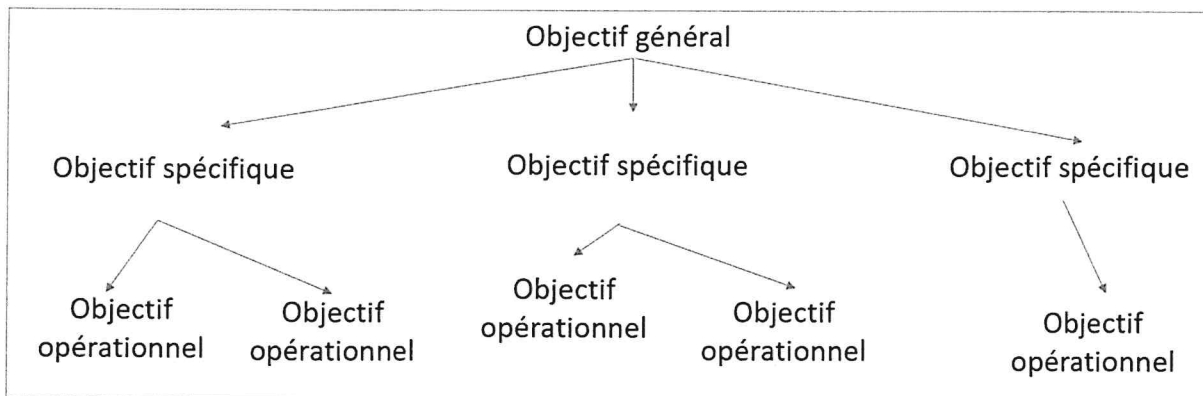 Objectif général
Objectif spécifique
Objectif spécifique
Objectif spécifique
Objectif
opérationnel
Objectif
opérationnel
Objectif
opérationnel
Objectif
opérationnel
Objectif
opérationnel